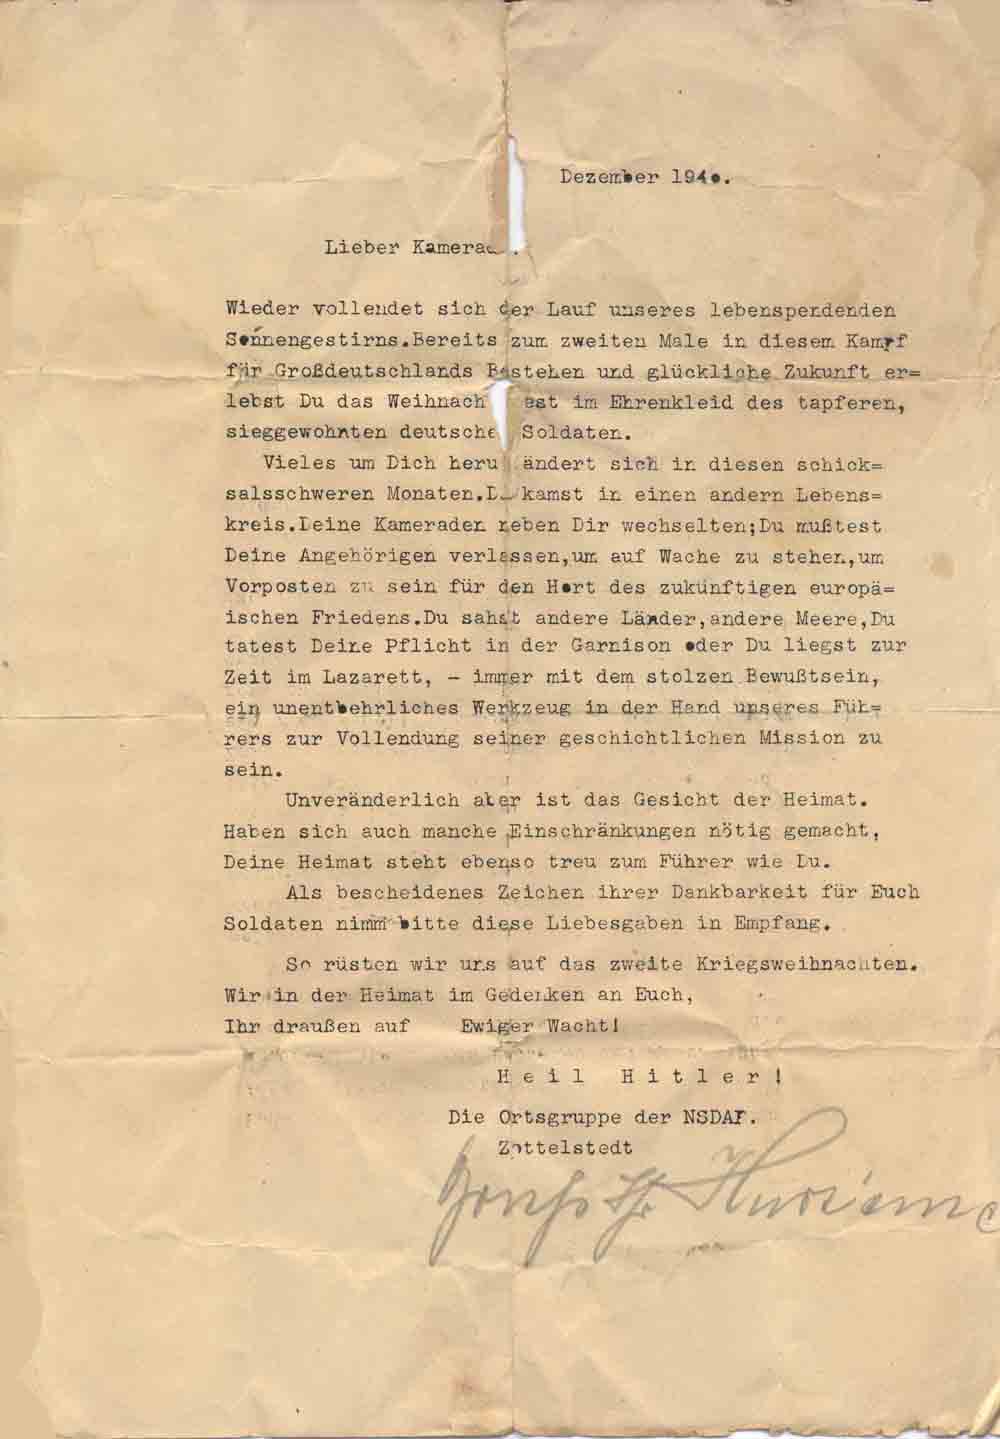 Dezember 1940.
Lieber Kamerad.
Wieder vollendet sich der Lauf unseres lebenspendenden
Sonnengestirns.Bereits zum zweiten Male in diesem Kampf
für Großdeutschlands Bestehen und glückliche Zukunft er=
lebst Du das Weihnach est im Ehrenkleid des tapferen,
sieggewohnten deutsche Soldaten.
Vieles um Dich heru ändert sich in diesen schick=
salsschweren Monaten.Du kamst in einen andern Lebens=
kreis.Deine Kameraden neben Dir wechselten;Du mußtest
Deine Angehörigen verlassen,um auf Wache zu stehen,um
Vorposten zu sein für den Hort des zukünftigen europä=
ischen Friedens.Du sahst andere Länder,andere Meere,Du
tatest Deine Pflicht in der Garnison oder Du liegst zur
Zeit im Lazarett, - immer mit dem stolzen Bewußtsein,
ein unentbehrliches Werkzeug in der Hand unseres Füh=
rers zur Vollendung seiner geschichtlichen Mission zu
sein.
Unveränderlich aber ist das Gesicht der Heimat.
Haben sich auch manche Einschränkungen nötig gemacht,
Deine Heimat steht ebenso treu zum Führer wie Du.
Als bescheidenes Zeichen ihrer Dankbarkeit für Euch
Soldaten nimm bitte diese Liebesgaben in Empfang.
So rüsten wir uns auf das zweite Kriegsweihnachten.
Wir in der Heimat im Gedenken an Euch,
Ihr draußen auf Ewiger Wacht!
Heil Hitler!
Die Ortsgruppe der NSDAP.
Zottelstedt